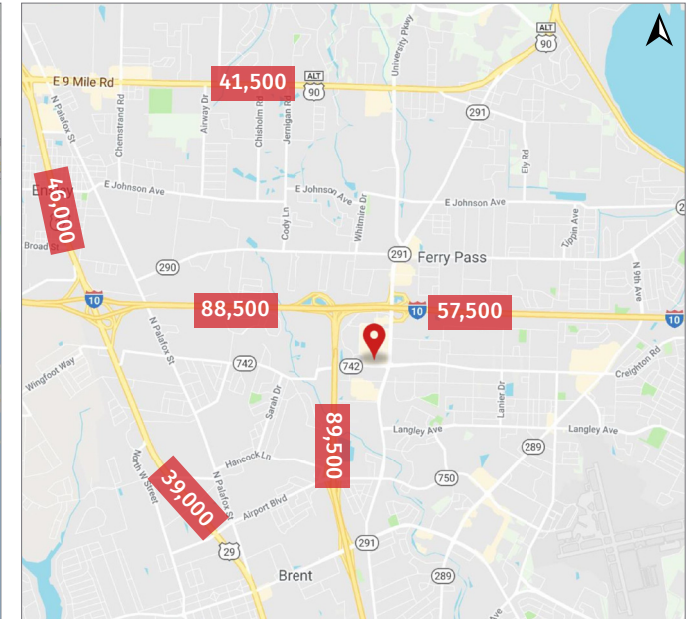 ALT
90
E 9 Mile Rd
41,500
ALT
90
University Pkwy
N Palafox St
Chemstrand Rd
Airway Dr
Chisholm Rd
Jernigan Rd
291
Ely Rd
46,000
E Johnson Ave
E Johnson Ave
E Johnson Ave
Cody Ln
Whitmire Dr
Tippin Ave
Broad St
290
291
Ferry Pass
N 9th Ave
10
88,500
10
57,500
10
N Palafox St
Wingfoot Way
742
742
Creighton Rd
Sarah Dr
Lanier Dr
89,500
Langley Ave
Langley Ave
289
Hancock Ln
North W Street
39,000
N Palafox St
750
Airport Blvd
291
29
Brent
289
Ave